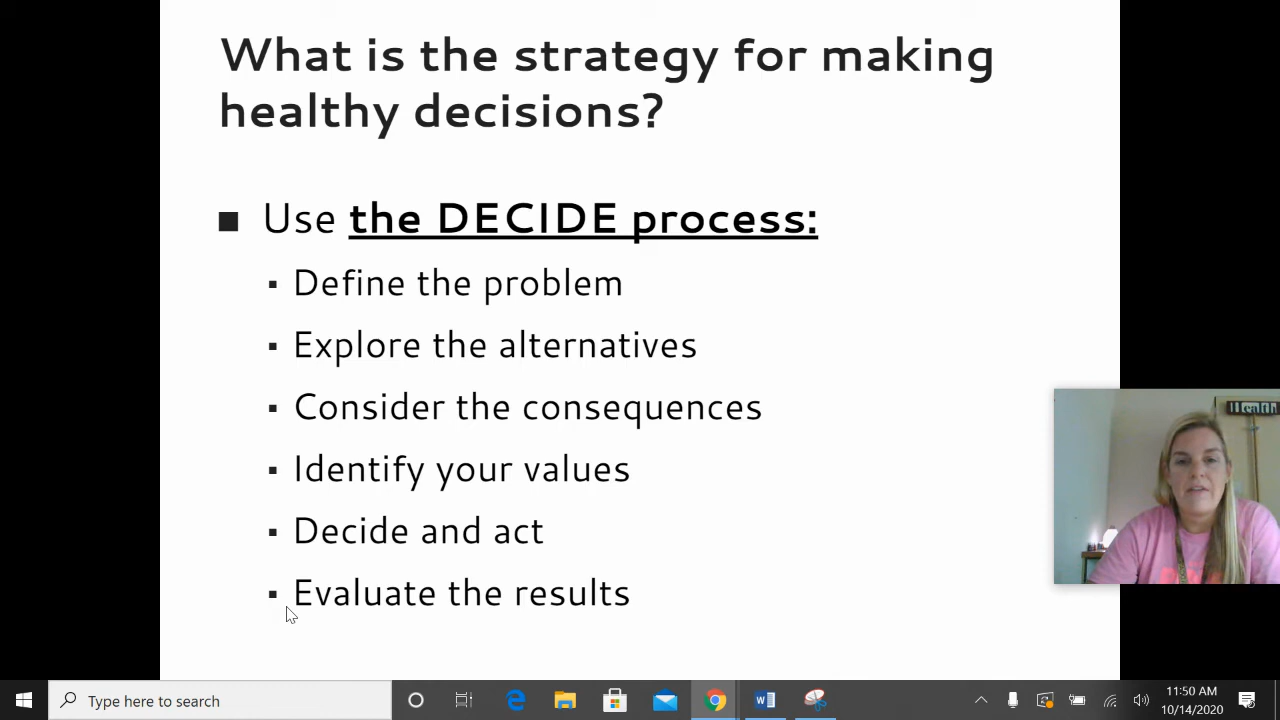 What is the strategy for making
healthy decisions?
Use the DECIDE process:
Define the problem
Explore the alternatives
Consider the consequences
Identify your values
Decide and act
Evaluate the results
Health
Type here to search
11:50 AM
10/14/2020